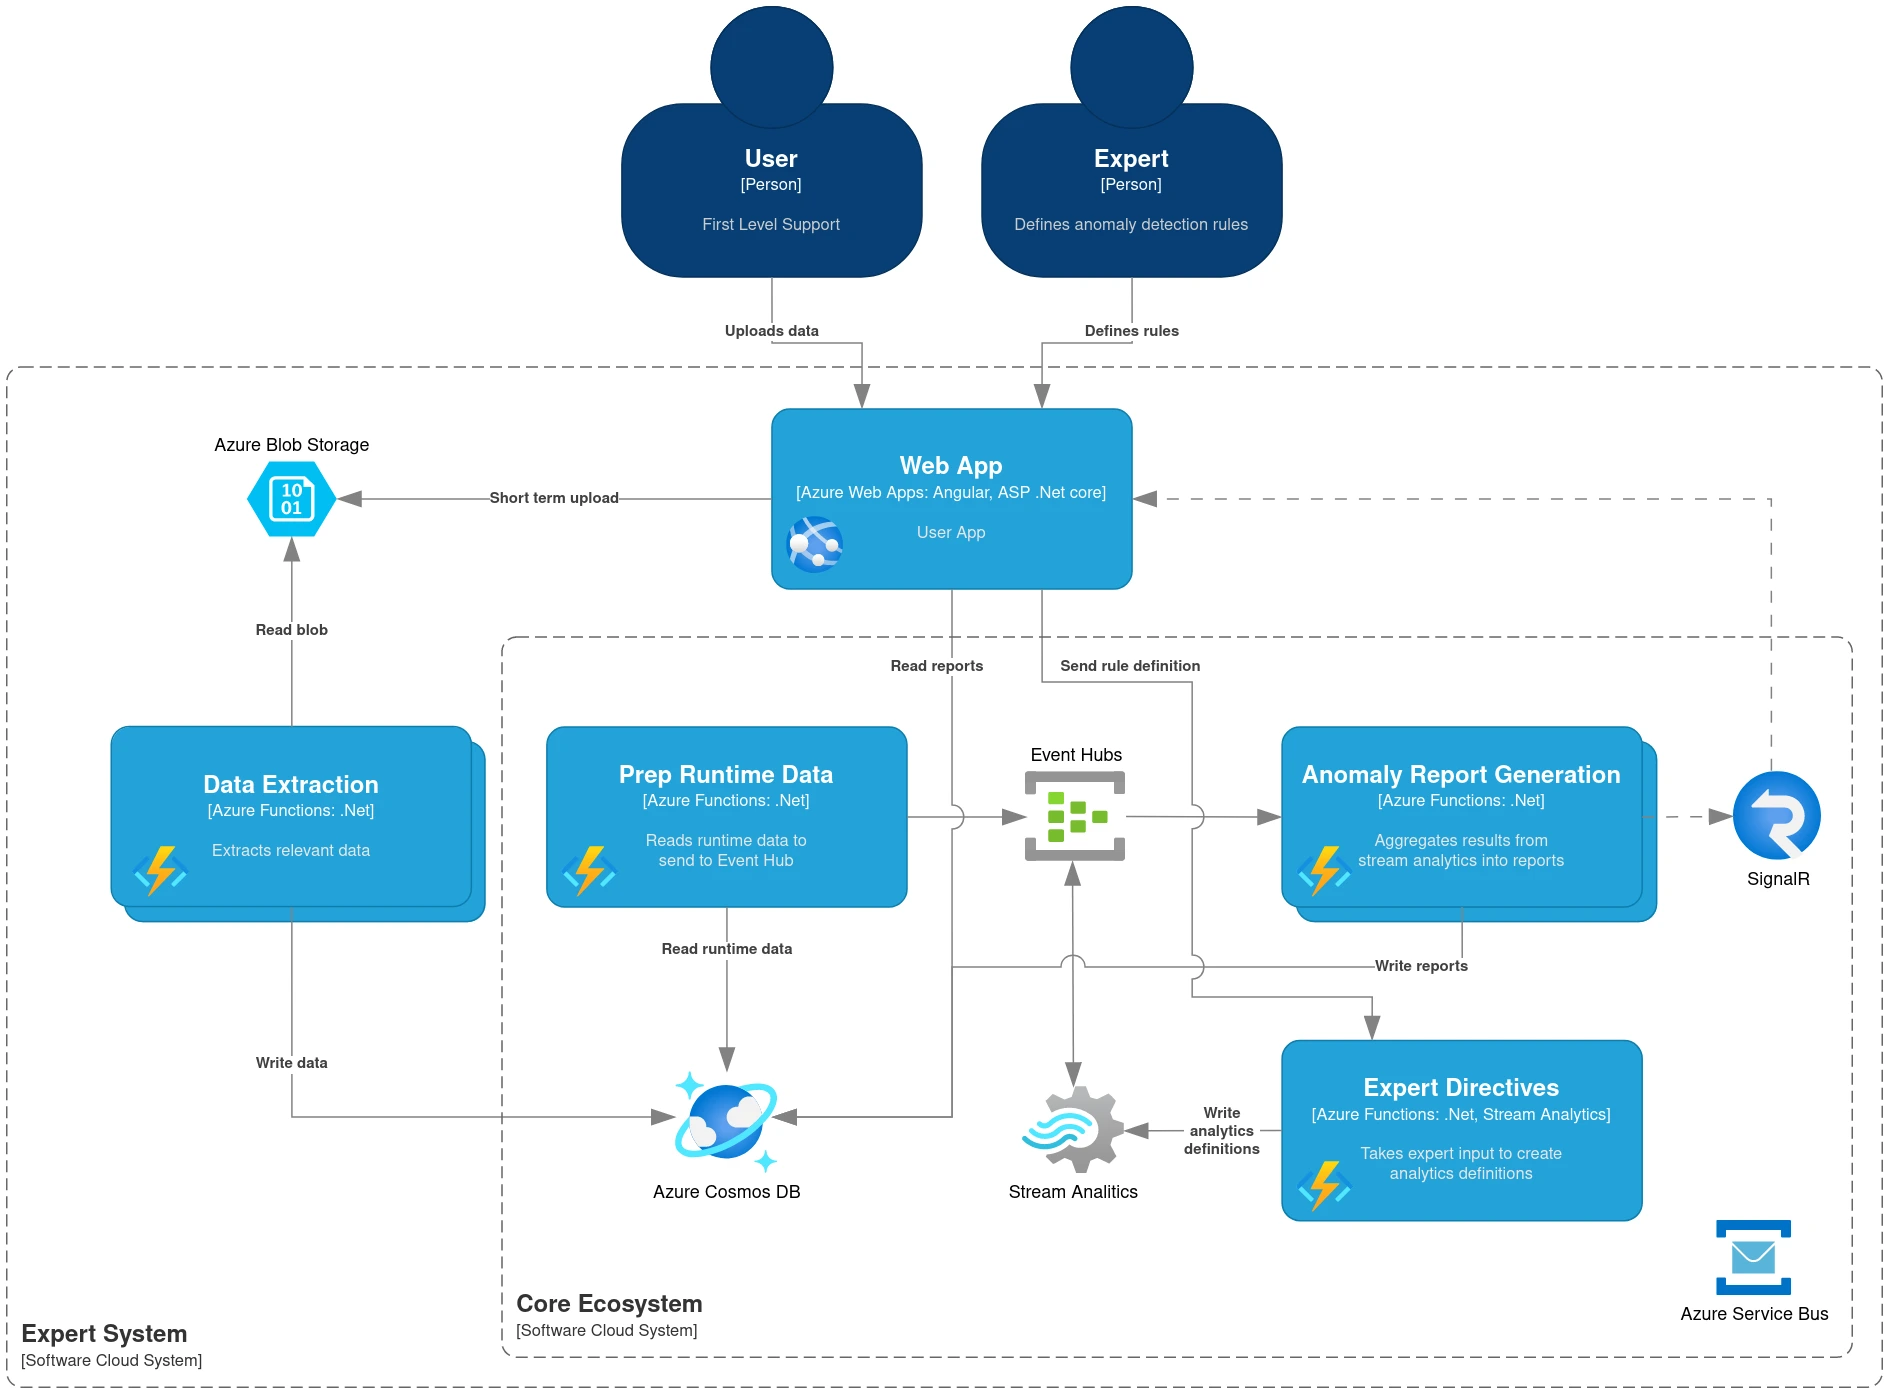 User
[Person]
First Level Support
Expert
[Person]
Defines anomaly detection rules
Uploads data
Defines rules
Azure Blob Storage
10
01
Short term upload
Web App
[Azure Web Apps: Angular, ASP .Net core]
User App
Read blob
Read reports
Send rule definition
Data Extraction
[Azure Functions: .Net]
Extracts relevant data
Prep Runtime Data
[Azure Functions: .Net]
Reads runtime data to
send to Event Hub
Event Hubs
Anomaly Report Generation
[Azure Functions: .Net]
Aggregates results from
stream analytics into reports
SignalR
Read runtime data
Write reports
Write data
Azure Cosmos DB
Stream Analitics
Write
analytics
definitions
Expert Directives
[Azure Functions: .Net, Stream Analytics]
Takes expert input to create
analytics definitions
Azure Service Bus
Core Ecosystem
[Software Cloud System]
Expert System
[Software Cloud System]